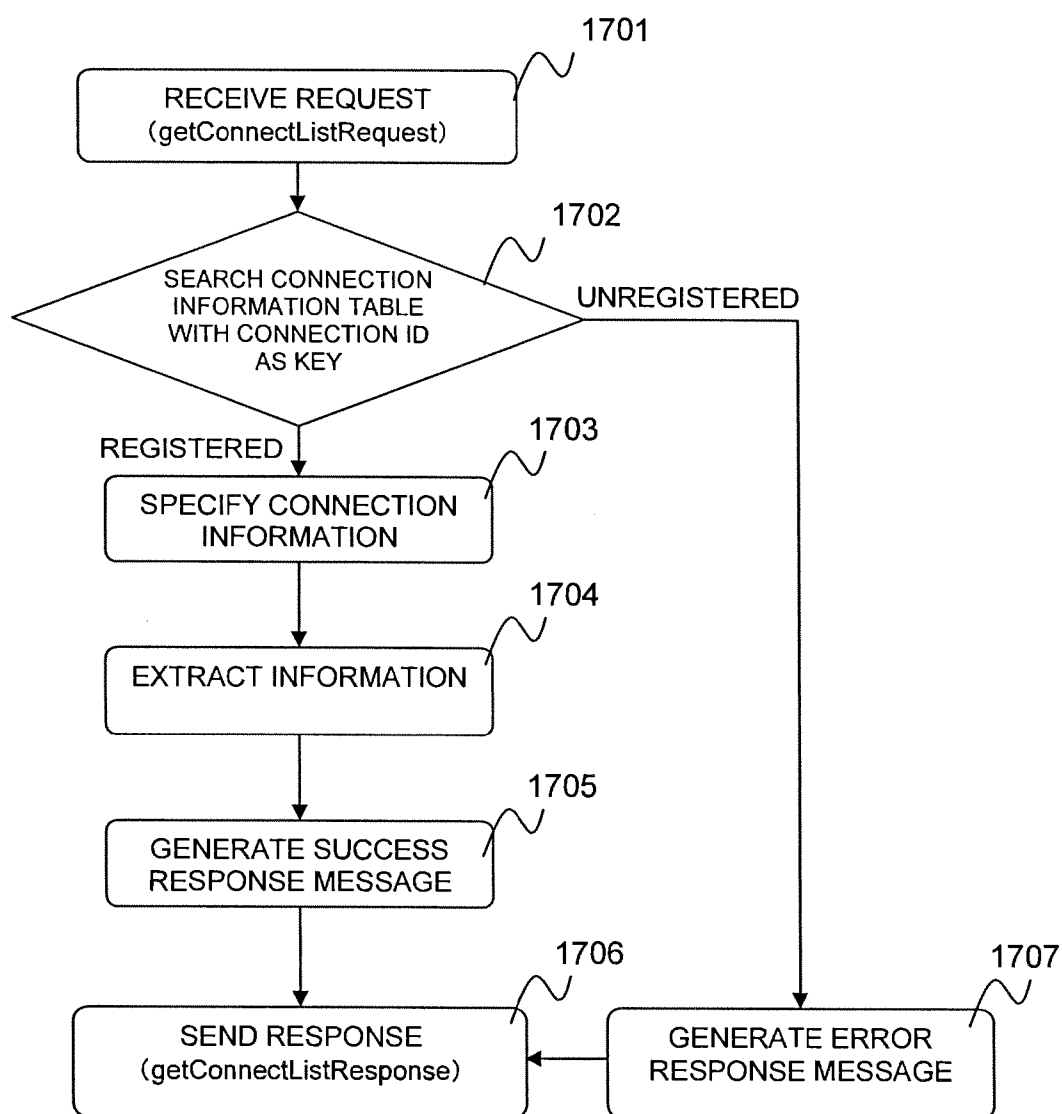 1701
RECEIVE REQUEST
(getConnectListRequest)
1702
SEARCH CONNECTION
INFORMATION TABLE
WITH CONNECTION ID
AS KEY
UNREGISTERED
REGISTERED
1703
SPECIFY CONNECTION
INFORMATION
1704
EXTRACT INFORMATION
1705
GENERATE SUCCESS
RESPONSE MESSAGE
1706
SEND RESPONSE
(getConnectListResponse)
1707
GENERATE ERROR
RESPONSE MESSAGE